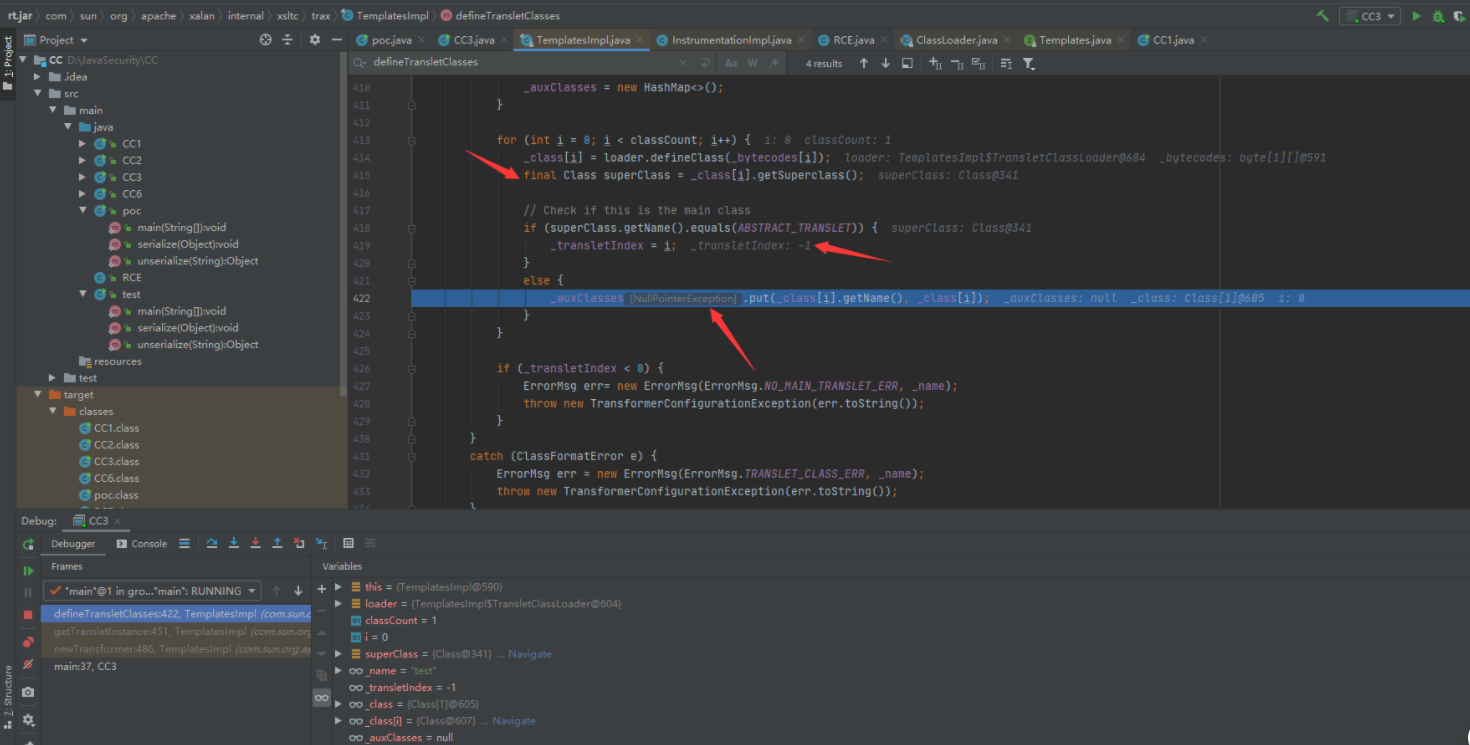 rt.jar com sun org apache xalan internal xsltc trax TemplatesImpl defineTransletClasses CC3
Project poc.java CC3.java TemplatesImpl.java InstrumentationImpl.java RCE.java ClassLoader.java Templates.java CC1.java
1: Project
CC D:\JavaSecurity\CC
.idea
src
main
java
CC1
CC2
CC3
CC6
poc
main(String[]):void
serialize(Object):void
unserialize(String):Object
RCE
test
main(String[]):void
serialize(Object):void
unserialize(String):Object
resources
test
target
classes
CC1.class
CC2.class
CC3.class
CC6.class
poc.class
defineTransletClasses Aa W .* 4 results
410 _auxClasses = new HashMap<>();
411 }
412
413 for (int i = 0; i < classCount; i++) { i: 0 classCount: 1
414 _class[i] = loader.defineClass(_bytecodes[i]); loader: TemplatesImpl$TransletClassLoader@604 _bytecodes: byte[1][]@591
415 final Class superClass = _class[i].getSuperclass(); superClass: Class@341
416
417 // Check if this is the main class
418 if (superClass.getName().equals(ABSTRACT_TRANSLET)) { superClass: Class@341
419 _transletIndex = i; _transletIndex: -1
420 }
421 else {
422 _auxClasses [NullPointerException] .put(_class[i].getName(), _class[i]); _auxClasses: null _class: Class[1]@605 i: 0
423 }
424 }
425
426 if (_transletIndex < 0) {
427 ErrorMsg err= new ErrorMsg(ErrorMsg.NO_MAIN_TRANSLET_ERR, _name);
428 throw new TransformerConfigurationException(err.toString());
429 }
430 }
431 catch (ClassFormatError e) {
432 ErrorMsg err = new ErrorMsg(ErrorMsg.TRANSLET_CLASS_ERR, _name);
433 throw new TransformerConfigurationException(err.toString());
Debug: CC3
Debugger Console
Frames
"main"@1 in gro..."main": RUNNING
defineTransletClasses:422, TemplatesImpl (com.sun.o
getTransletInstance:451, TemplatesImpl (com.sun.org
newTransformer:486, TemplatesImpl (com.sun.org.ap
main:37, CC3
Variables
this = {TemplatesImpl@590}
loader = {TemplatesImpl$TransletClassLoader@604}
classCount = 1
i = 0
superClass = {Class@341} ... Navigate
_name = "test"
_transletIndex = -1
_class = {Class[1]@605}
_class[i] = {Class@607} ... Navigate
_auxClasses = null
7: Structure